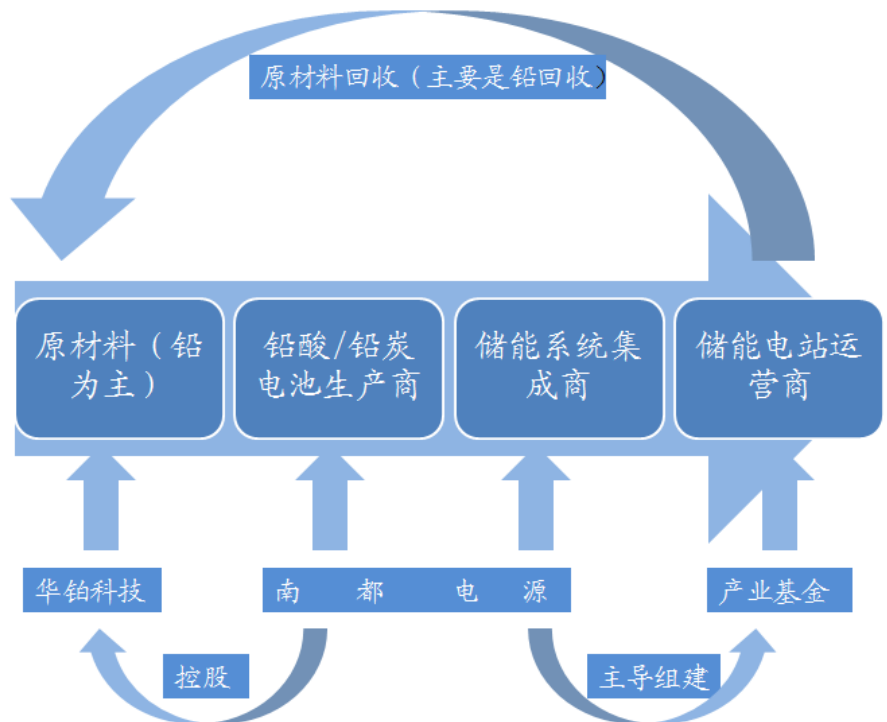 原材料回收（主要是铅回收）
原材料（铅
为主）
铅酸/铅炭
电池生产商
储能系统集
成商
储能电站运
营商
华铂科技
南 都 电 源
产业基金
控股
主导组建